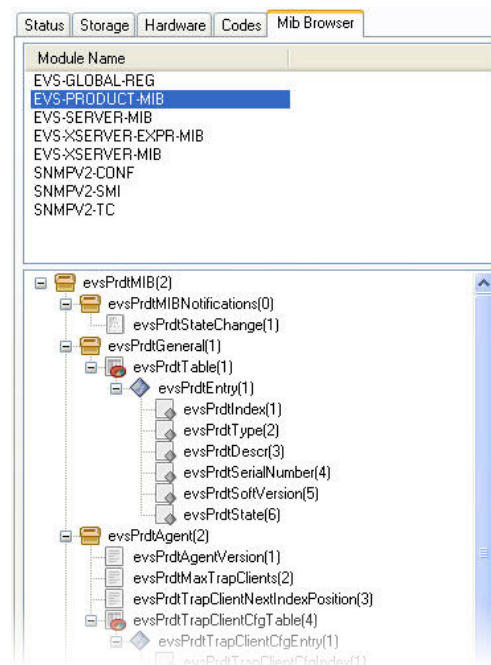 Status Storage Hardware Codes Mib Browser
Module Name
EVS-GLOBAL-REG
EVS-PRODUCT-MIB
EVS-SERVER-MIB
EVS-XSERVER-EXPR-MIB
EVS-XSERVER-MIB
SNMPV2-CONF
SNMPV2-SMI
SNMPV2-TC
evsPrdtMIB(2)
evsPrdtMIBNotifications(0)
evsPrdtStateChange(1)
evsPrdtGeneral(1)
evsPrdtTable(1)
evsPrdtEntry(1)
evsPrdtIndex(1)
evsPrdtType(2)
evsPrdtDescr(3)
evsPrdtSerialNumber(4)
evsPrdtSoftVersion(5)
evsPrdtState(6)
evsPrdtAgent(2)
evsPrdtAgentVersion(1)
evsPrdtMaxTrapClients(2)
evsPrdtTrapClientNextIndexPosition(3)
evsPrdtTrapClientCfgTable(4)
evsPrdtTrapClientCfgEntry(1)
evsPrdtTrapClientCfgIndex(1)